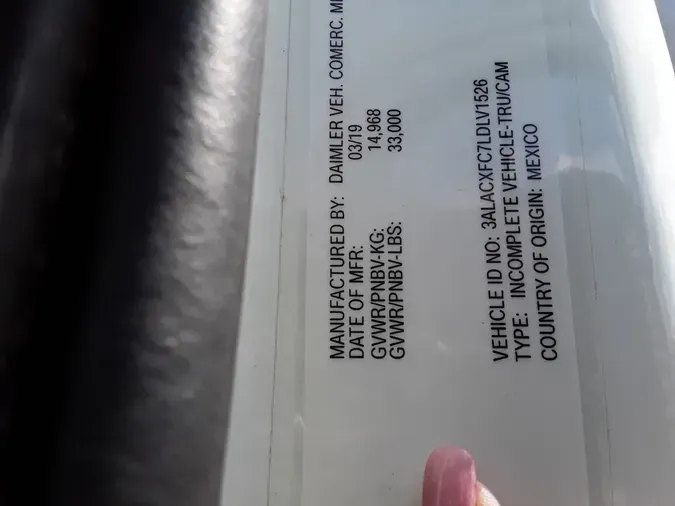 MANUFACTURED BY: DAIMLER VEH. COMERC. M
DATE OF MFR: 03/19
GVWR/PNBV-KG: 14,968
GVWR/PNBV-LBS: 33,000
VEHICLE ID NO: 3ALACXFC7LDLV1526
TYPE: INCOMPLETE VEHICLE-TRU/CAM
COUNTRY OF ORIGIN: MEXICO